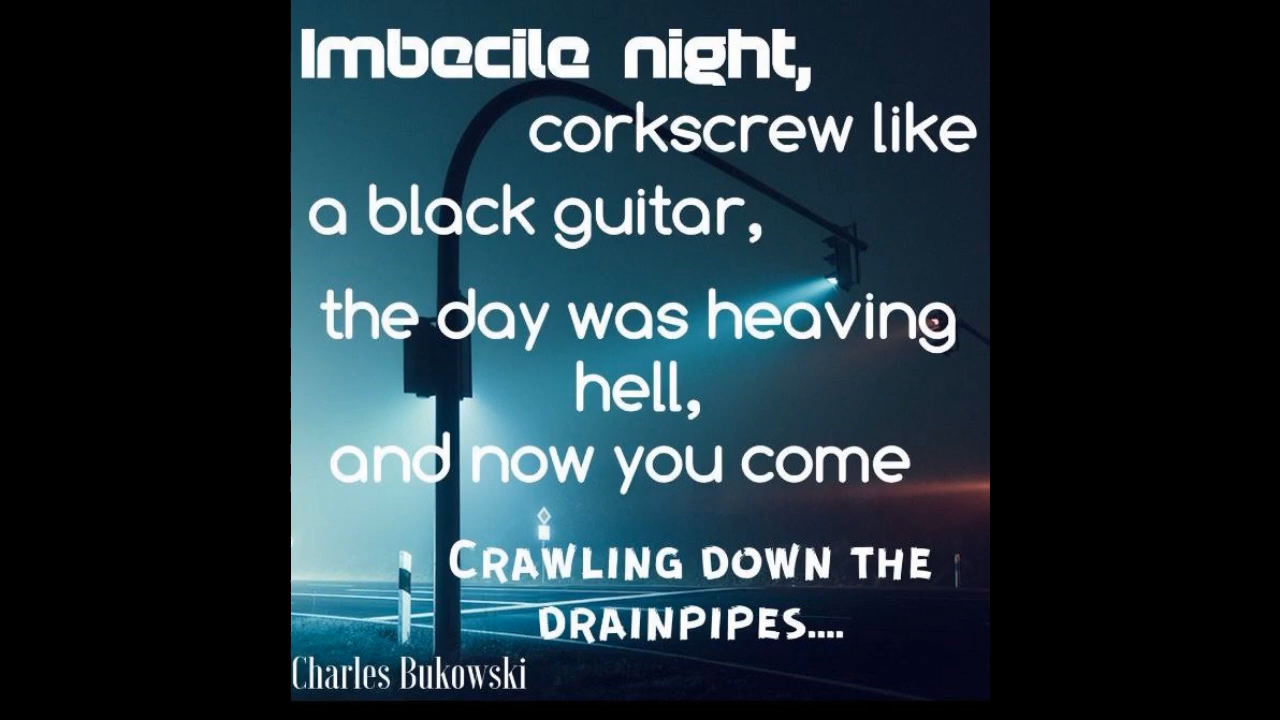 Imbecile night,
corkscrew like
a black guitar,
the day was heaving
hell,
and now you come
Crawling down the
drainpipes....
Charles Bukowski